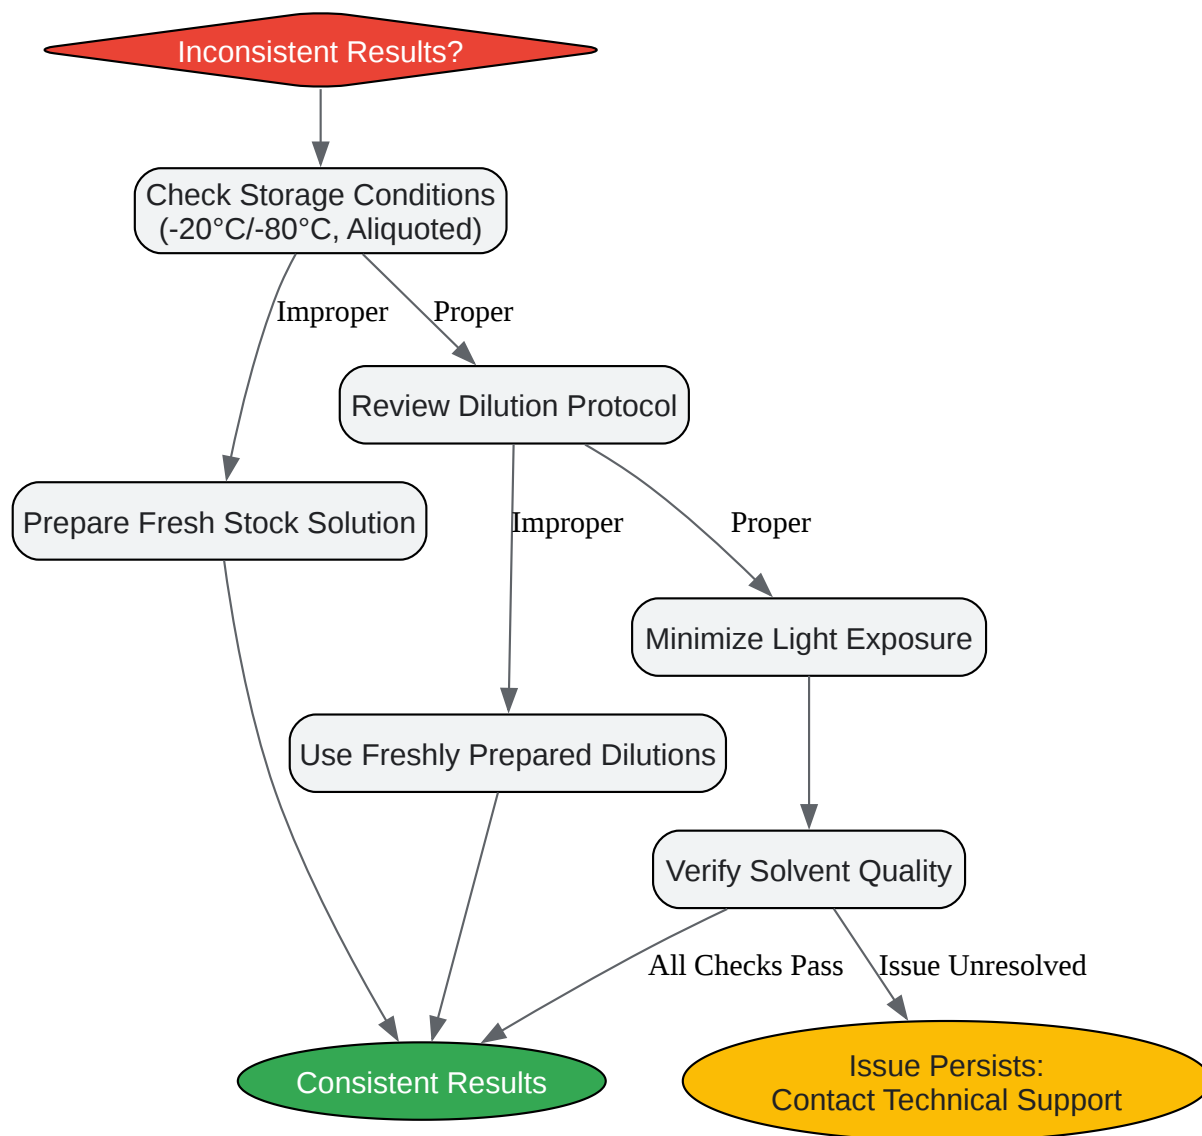 Inconsistent Results?
Check Storage Conditions
(-20°C/-80°C, Aliquoted)
Improper
Proper
Review Dilution Protocol
Prepare Fresh Stock Solution
Improper
Proper
Minimize Light Exposure
Use Freshly Prepared Dilutions
Verify Solvent Quality
All Checks Pass
Issue Unresolved
Consistent Results
Issue Persists:
Contact Technical Support